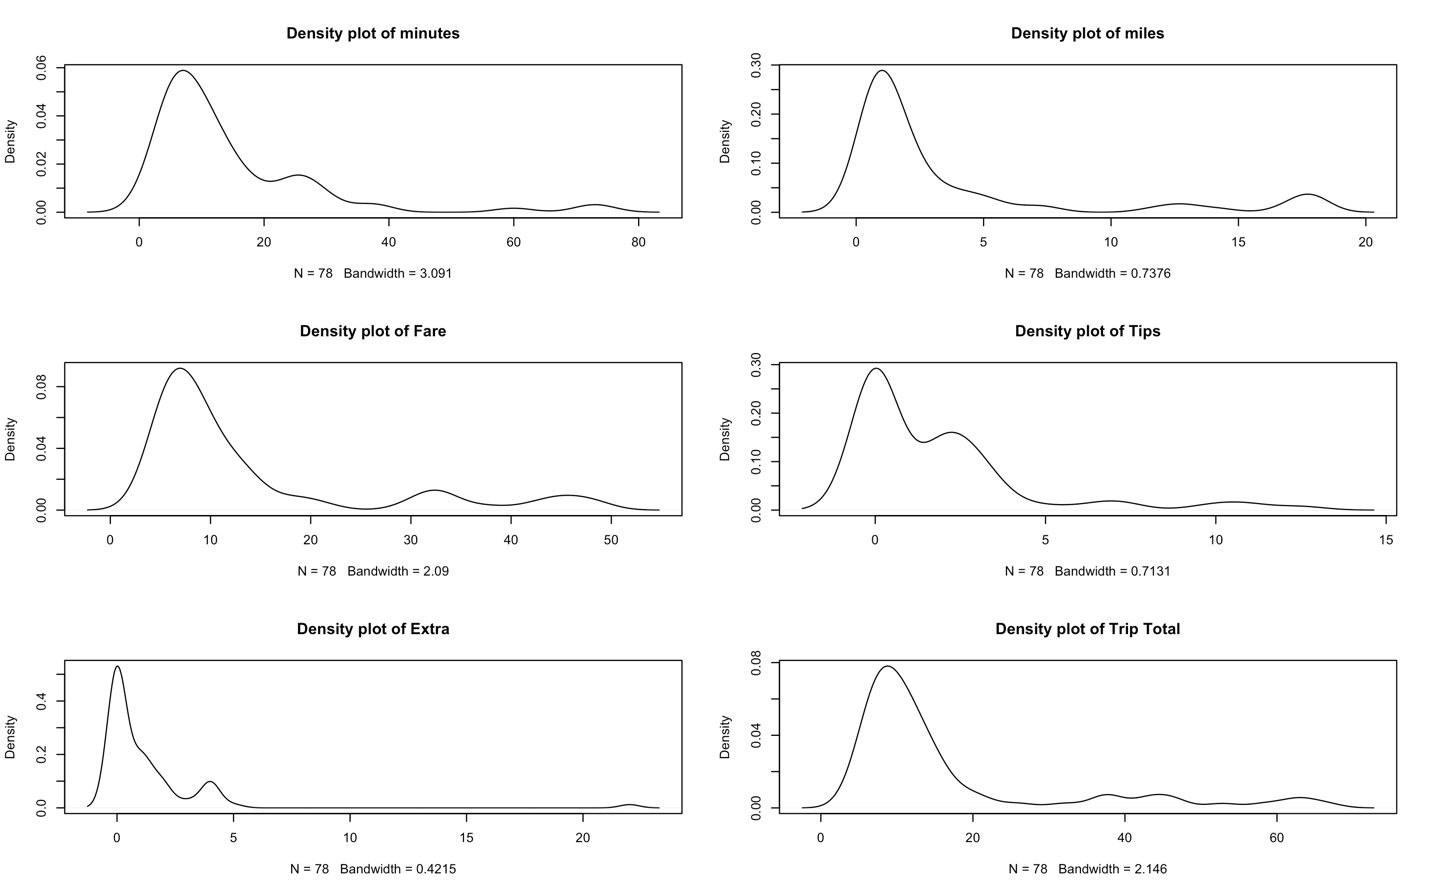 Density plot of minutes
Density
0.00 0.02 0.04 0.06
0 20 40 60 80
N = 78 Bandwidth = 3.091
Density plot of miles
Density
0.00 0.10 0.20 0.30
0 5 10 15 20
N = 78 Bandwidth = 0.7376
Density plot of Fare
Density
0.00 0.04 0.08
0 10 20 30 40 50
N = 78 Bandwidth = 2.09
Density plot of Tips
Density
0.00 0.10 0.20 0.30
0 5 10 15
N = 78 Bandwidth = 0.7131
Density plot of Extra
Density
0.0 0.2 0.4
0 5 10 15 20
N = 78 Bandwidth = 0.4215
Density plot of Trip Total
Density
0.00 0.04 0.08
0 20 40 60
N = 78 Bandwidth = 2.146